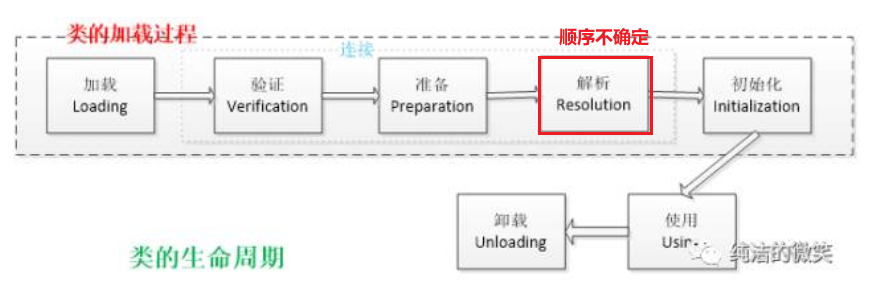 类的加载过程
顺序不确定
连接
加载
Loading
验证
Verification
准备
Preparation
解析
Resolution
初始化
Initialization
卸载
Unloading
使用
类的生命周期
纯洁的微笑